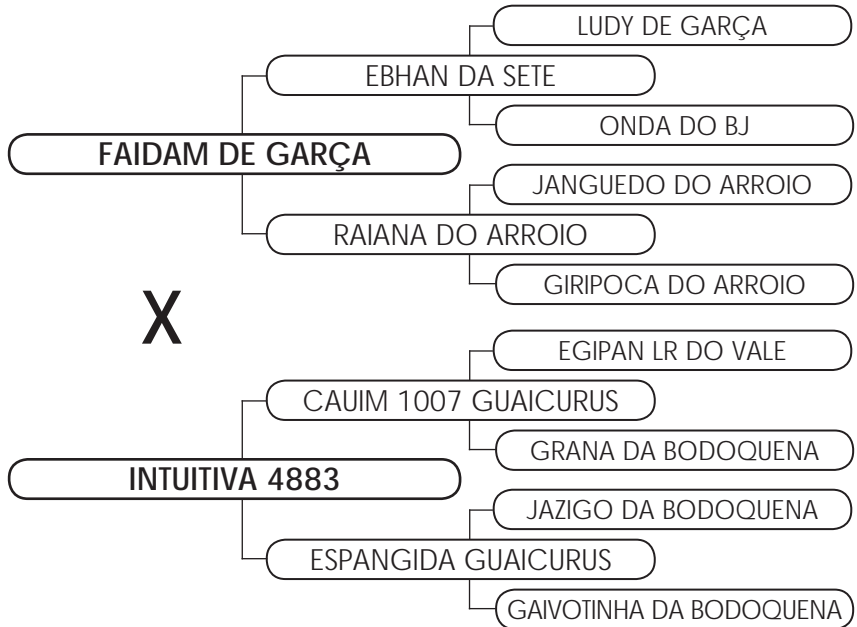 LUDY DE GARÇA
EBHAN DA SETE
ONDA DO BJ
FAIDAM DE GARÇA
JANGUEDO DO ARROIO
RAIANA DO ARROIO
GIRIPOCA DO ARROIO
X
EGIPAN LR DO VALE
CAUIM 1007 GUAICURUS
GRANA DA BODOQUENA
INTUITIVA 4883
JAZIGO DA BODOQUENA
ESPANGIDA GUAICURUS
GAIVOTINHA DA BODOQUENA